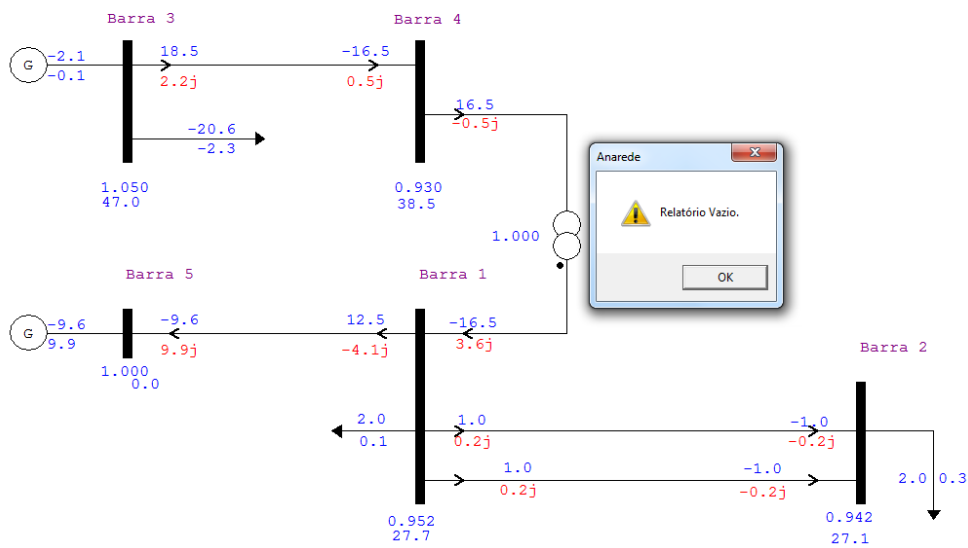 Barra 3
Barra 4
G
-2.1
-0.1
18.5
2.2j
-16.5
0.5j
16.5
-0.5j
-20.6
-2.3
1.050
47.0
0.930
38.5
Anarede
Relatório Vazio.
OK
1.000
Barra 5
Barra 1
G
-9.6
9.9
-9.6
9.9j
12.5
-4.1j
-16.5
3.6j
1.000
0.0
Barra 2
2.0
0.1
1.0
0.2j
-1.0
-0.2j
1.0
0.2j
-1.0
-0.2j
2.0
0.3
0.952
27.7
0.942
27.1